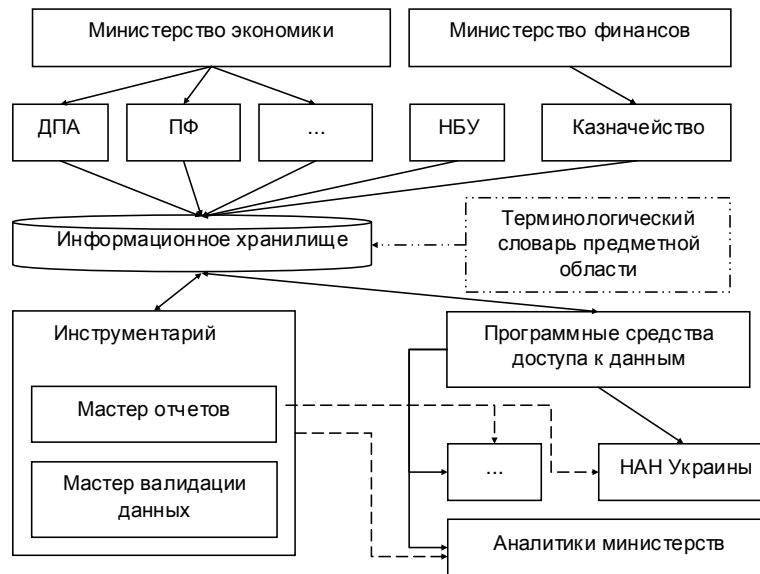 Министерство экономики
Министерство финансов
ДПА
ПФ
...
НБУ
Казначейство
Информационное хранилище
Терминологический
словарь предметной
области
Инструментарий
Программные средства
доступа к данным
Мастер отчетов
Мастер валидации
данных
...
НАН Украины
Аналитики министерств